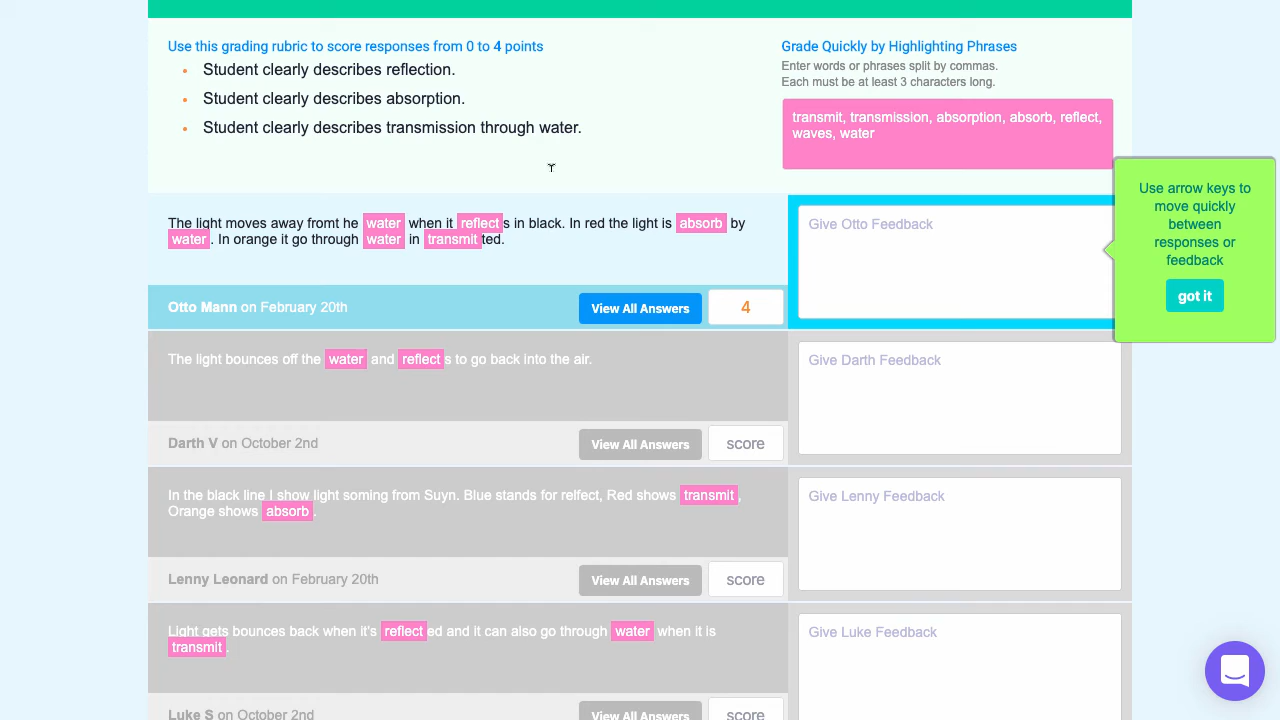 Use this grading rubric to score responses from 0 to 4 points
Student clearly describes reflection.
Student clearly describes absorption.
Student clearly describes transmission through water.
Grade Quickly by Highlighting Phrases
Enter words or phrases split by commas.
Each must be at least 3 characters long.
transmit, transmission, absorption, absorb, reflect,
waves, water
Use arrow keys to
move quickly
between
responses or
feedback
got it
The light moves away fromt he water when it reflects in black. In red the light is absorb by
water. In orange it go through water in transmitted.
Give Otto Feedback
Otto Mann on February 20th
View All Answers
4
The light bounces off the water and reflects to go back into the air.
Give Darth Feedback
Darth V on October 2nd
View All Answers
score
In the black line I show light soming from Suyn. Blue stands for relfect, Red shows transmit,
Orange shows absorb.
Give Lenny Feedback
Lenny Leonard on February 20th
View All Answers
score
Light gets bounces back when it's reflected and it can also go through water when it is
transmit.
Give Luke Feedback
Luke S on October 2nd
View All Answers
score